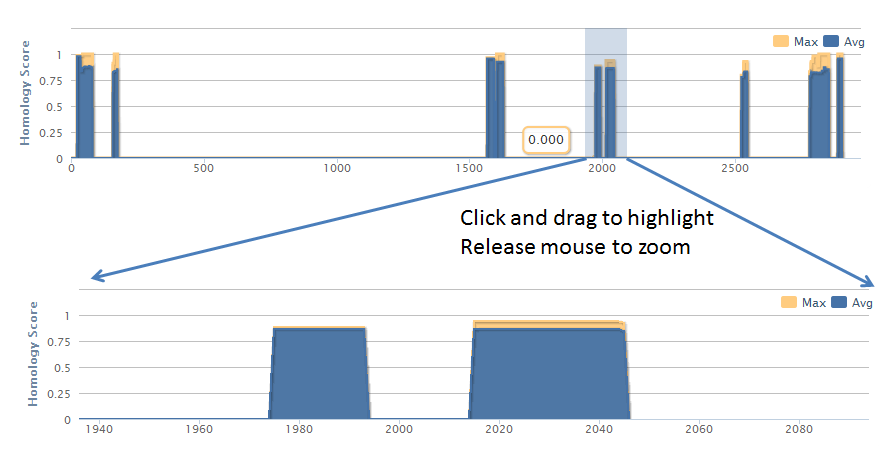 Max Avg
Homology Score
1
0.75
0.5
0.25
0
0.000
0 500 1000 1500 2000 2500
Click and drag to highlight
Release mouse to zoom
Max Avg
Homology Score
1
0.75
0.5
0.25
0
1940 1960 1980 2000 2020 2040 2060 2080